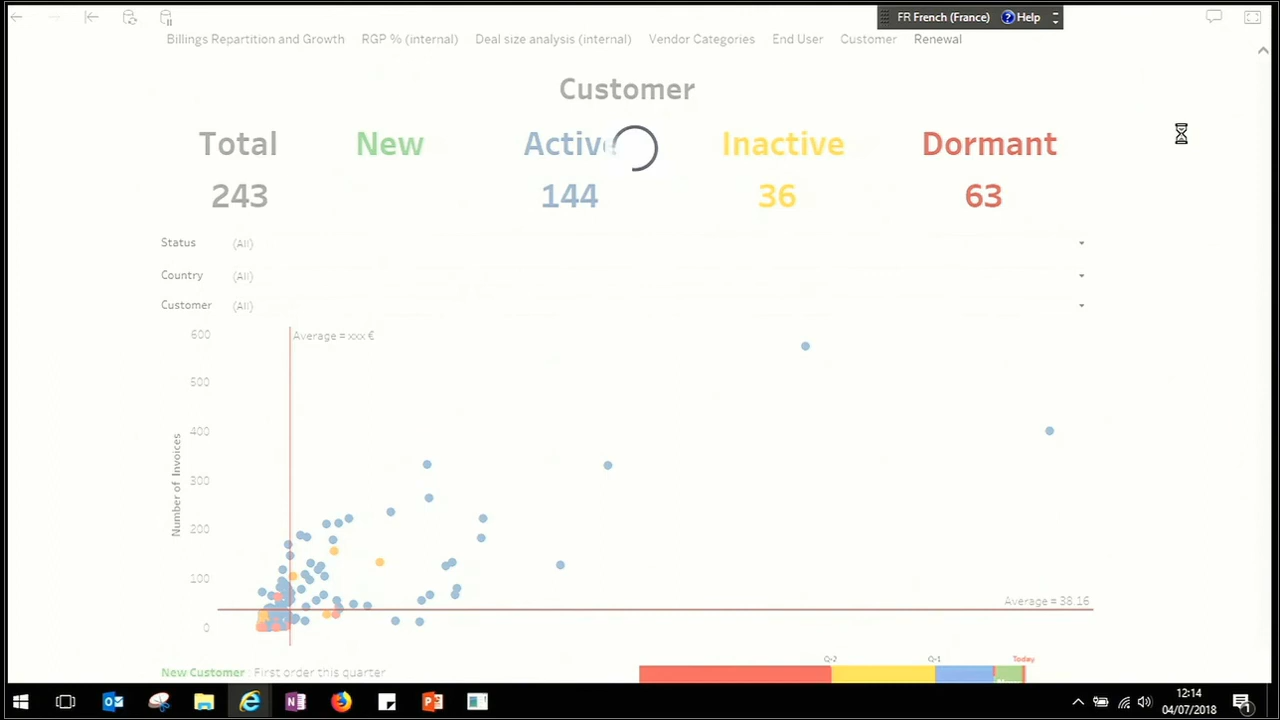 FR French (France) Help
Billings Repartition and Growth RGP % (internal) Deal size analysis (internal) Vendor Categories End User Customer Renewal
Customer
Total New Active Inactive Dormant
243 144 36 63
Status (All)
Country (All)
Customer (All)
600 Average = xxx €
500
400
300
200
100
0
Number of Invoices
Average = 38.16
New Customer : First order this quarter
Q-2 Q-1 Today
12:14
04/07/2018
1